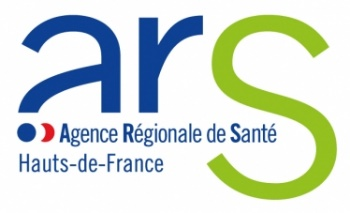 ars
Agence Régionale de Santé
Hauts-de-France